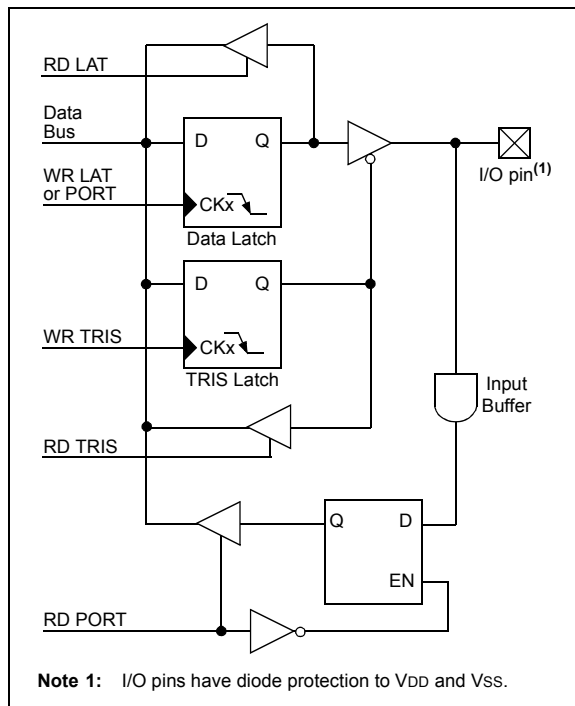 RD LAT
Data
Bus
D Q
WR LAT
or PORT
CKx
Data Latch
I/O pin(1)
D Q
WR TRIS
CKx
TRIS Latch
Input
Buffer
RD TRIS
Q D
EN
RD PORT
Note 1: I/O pins have diode protection to VDD and VSS.